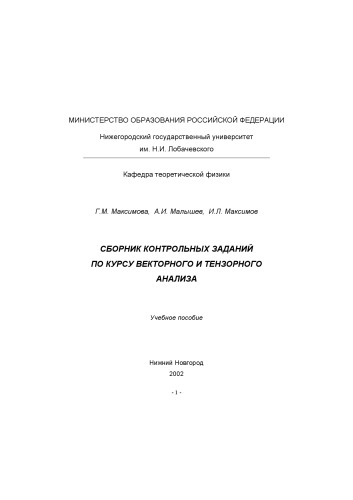 МИНИСТЕРСТВО ОБРАЗОВАНИЯ РОССИЙСКОЙ ФЕДЕРАЦИИ
Нижегородский государственный университет
им. Н.И. Лобачевского
Кафедра теоретической физики
Г.М. Максимова, А.И. Малышев, И.Л. Максимов
СБОРНИК КОНТРОЛЬНЫХ ЗАДАНИЙ
ПО КУРСУ ВЕКТОРНОГО И ТЕНЗОРНОГО
АНАЛИЗА
Учебное пособие
Нижний Новгород
2002
- 1 -